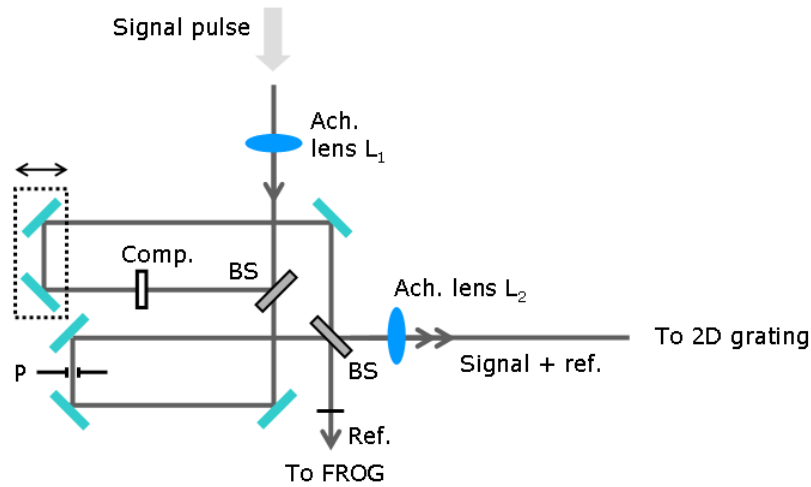 Signal pulse
Ach.
lens L₁
Comp.
BS
Ach. lens L₂
To 2D grating
P
BS
Signal + ref.
Ref.
To FROG